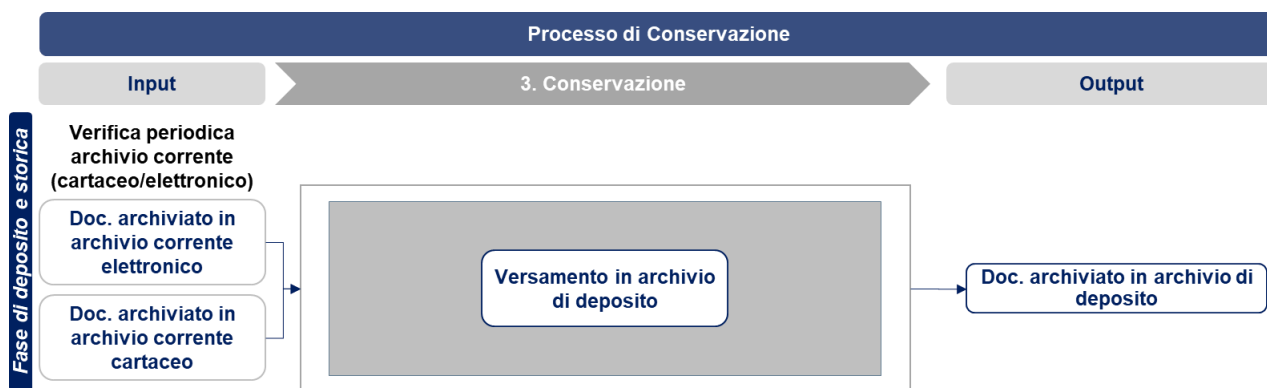 Processo di Conservazione
Input
3. Conservazione
Output
Fase di deposito e storica
Verifica periodica
archivio corrente
(cartaceo/elettronico)
Doc. archiviato in
archivio corrente
elettronico
Doc. archiviato in
archivio corrente
cartaceo
Versamento in archivio
di deposito
Doc. archiviato in archivio di
deposito